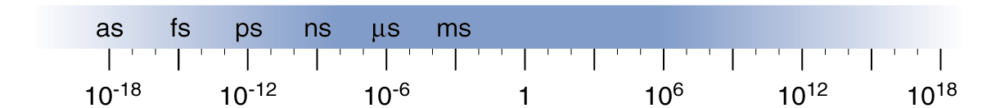 as fs ps ns μs ms
10⁻¹⁸ 10⁻¹² 10⁻⁶ 1 10⁶ 10¹² 10¹⁸